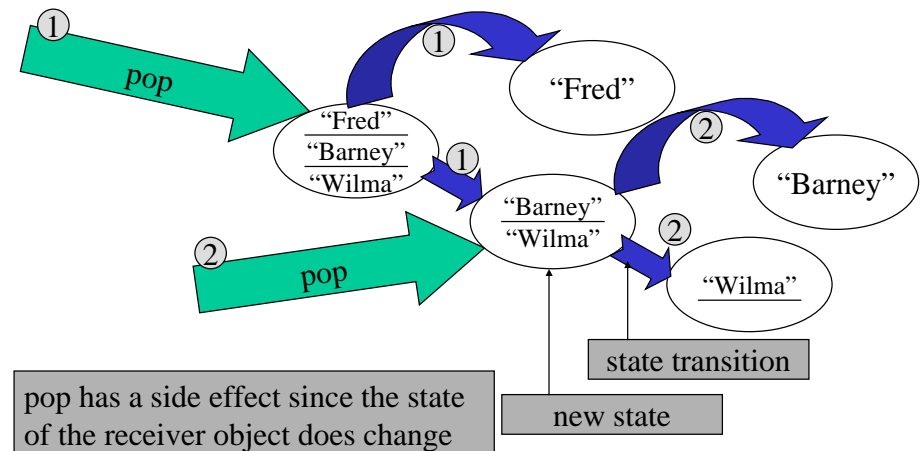 1
pop
1
“Fred”
2
“Fred”
“Barney”
“Wilma”
1
“Barney”
“Barney”
“Wilma”
2
2
pop
“Wilma”
state transition
pop has a side effect since the state
of the receiver object does change
new state